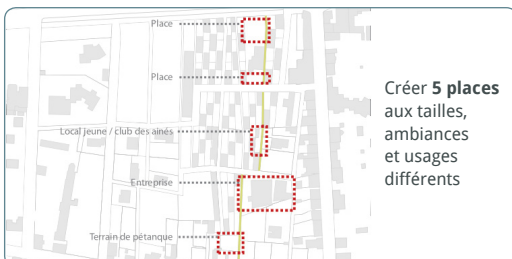 Place
Place
Local jeune / club des ainés
Entreprise
Terrain de pétanque
Créer 5 places
aux tailles,
ambiances
et usages
différents